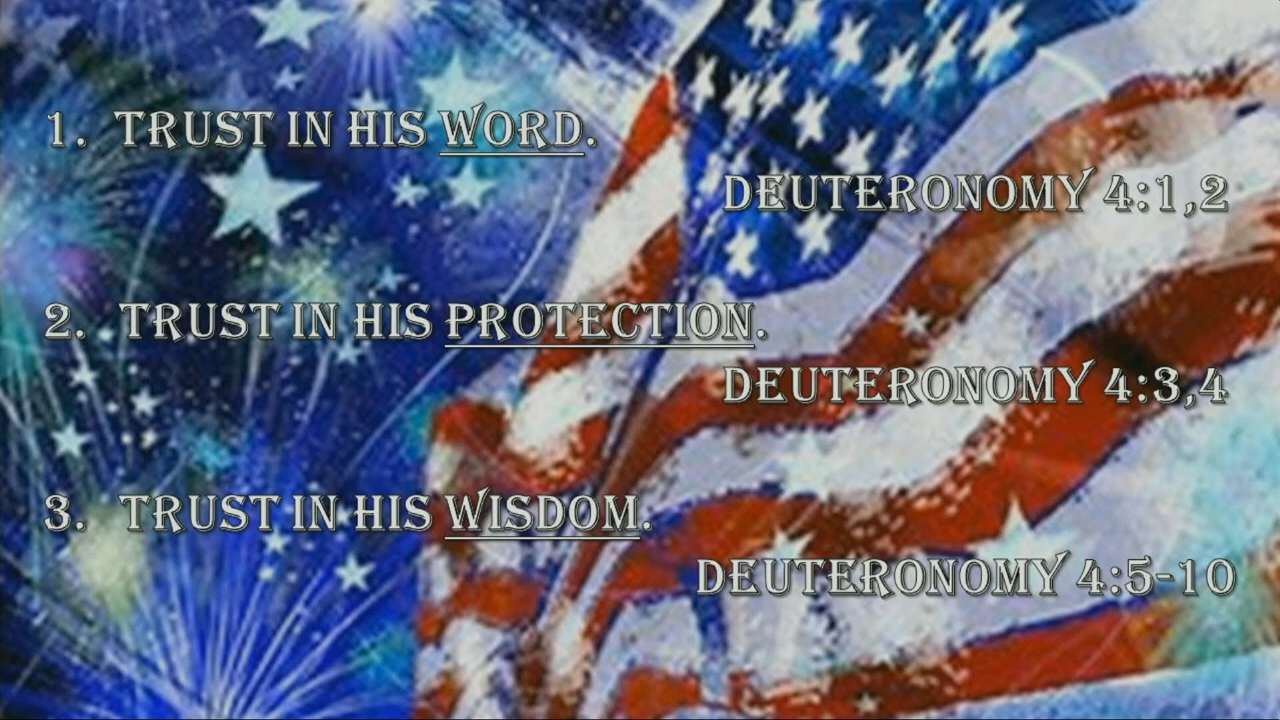 1. TRUST IN HIS WORD.
DEUTERONOMY 4:1,2
2. TRUST IN HIS PROTECTION.
DEUTERONOMY 4:3,4
3. TRUST IN HIS WISDOM.
DEUTERONOMY 4:5-10